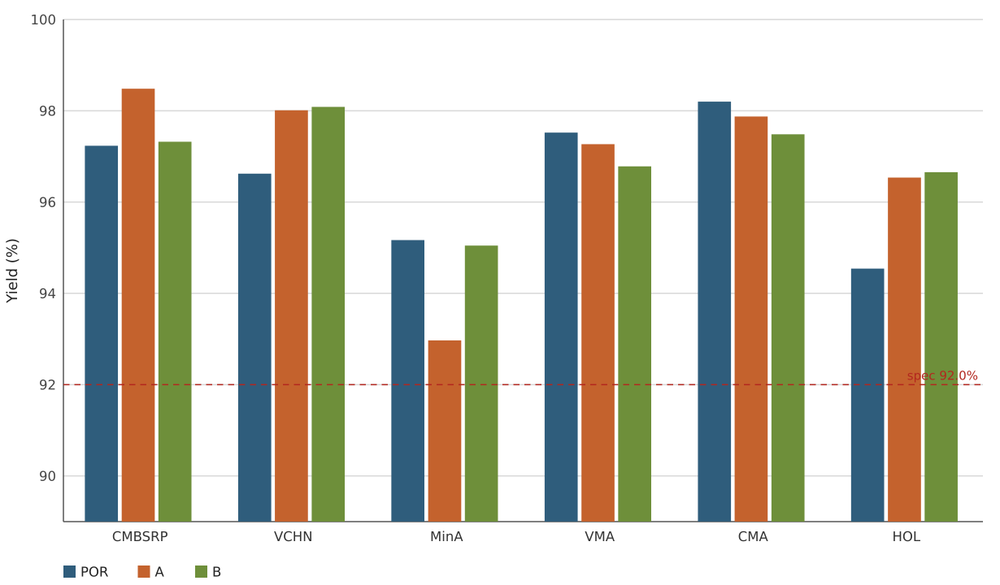 100
98
96
94
92
90
Yield (%)
spec 92.0%
CMBSRP VCHN MinA VMA CMA HOL
POR A B